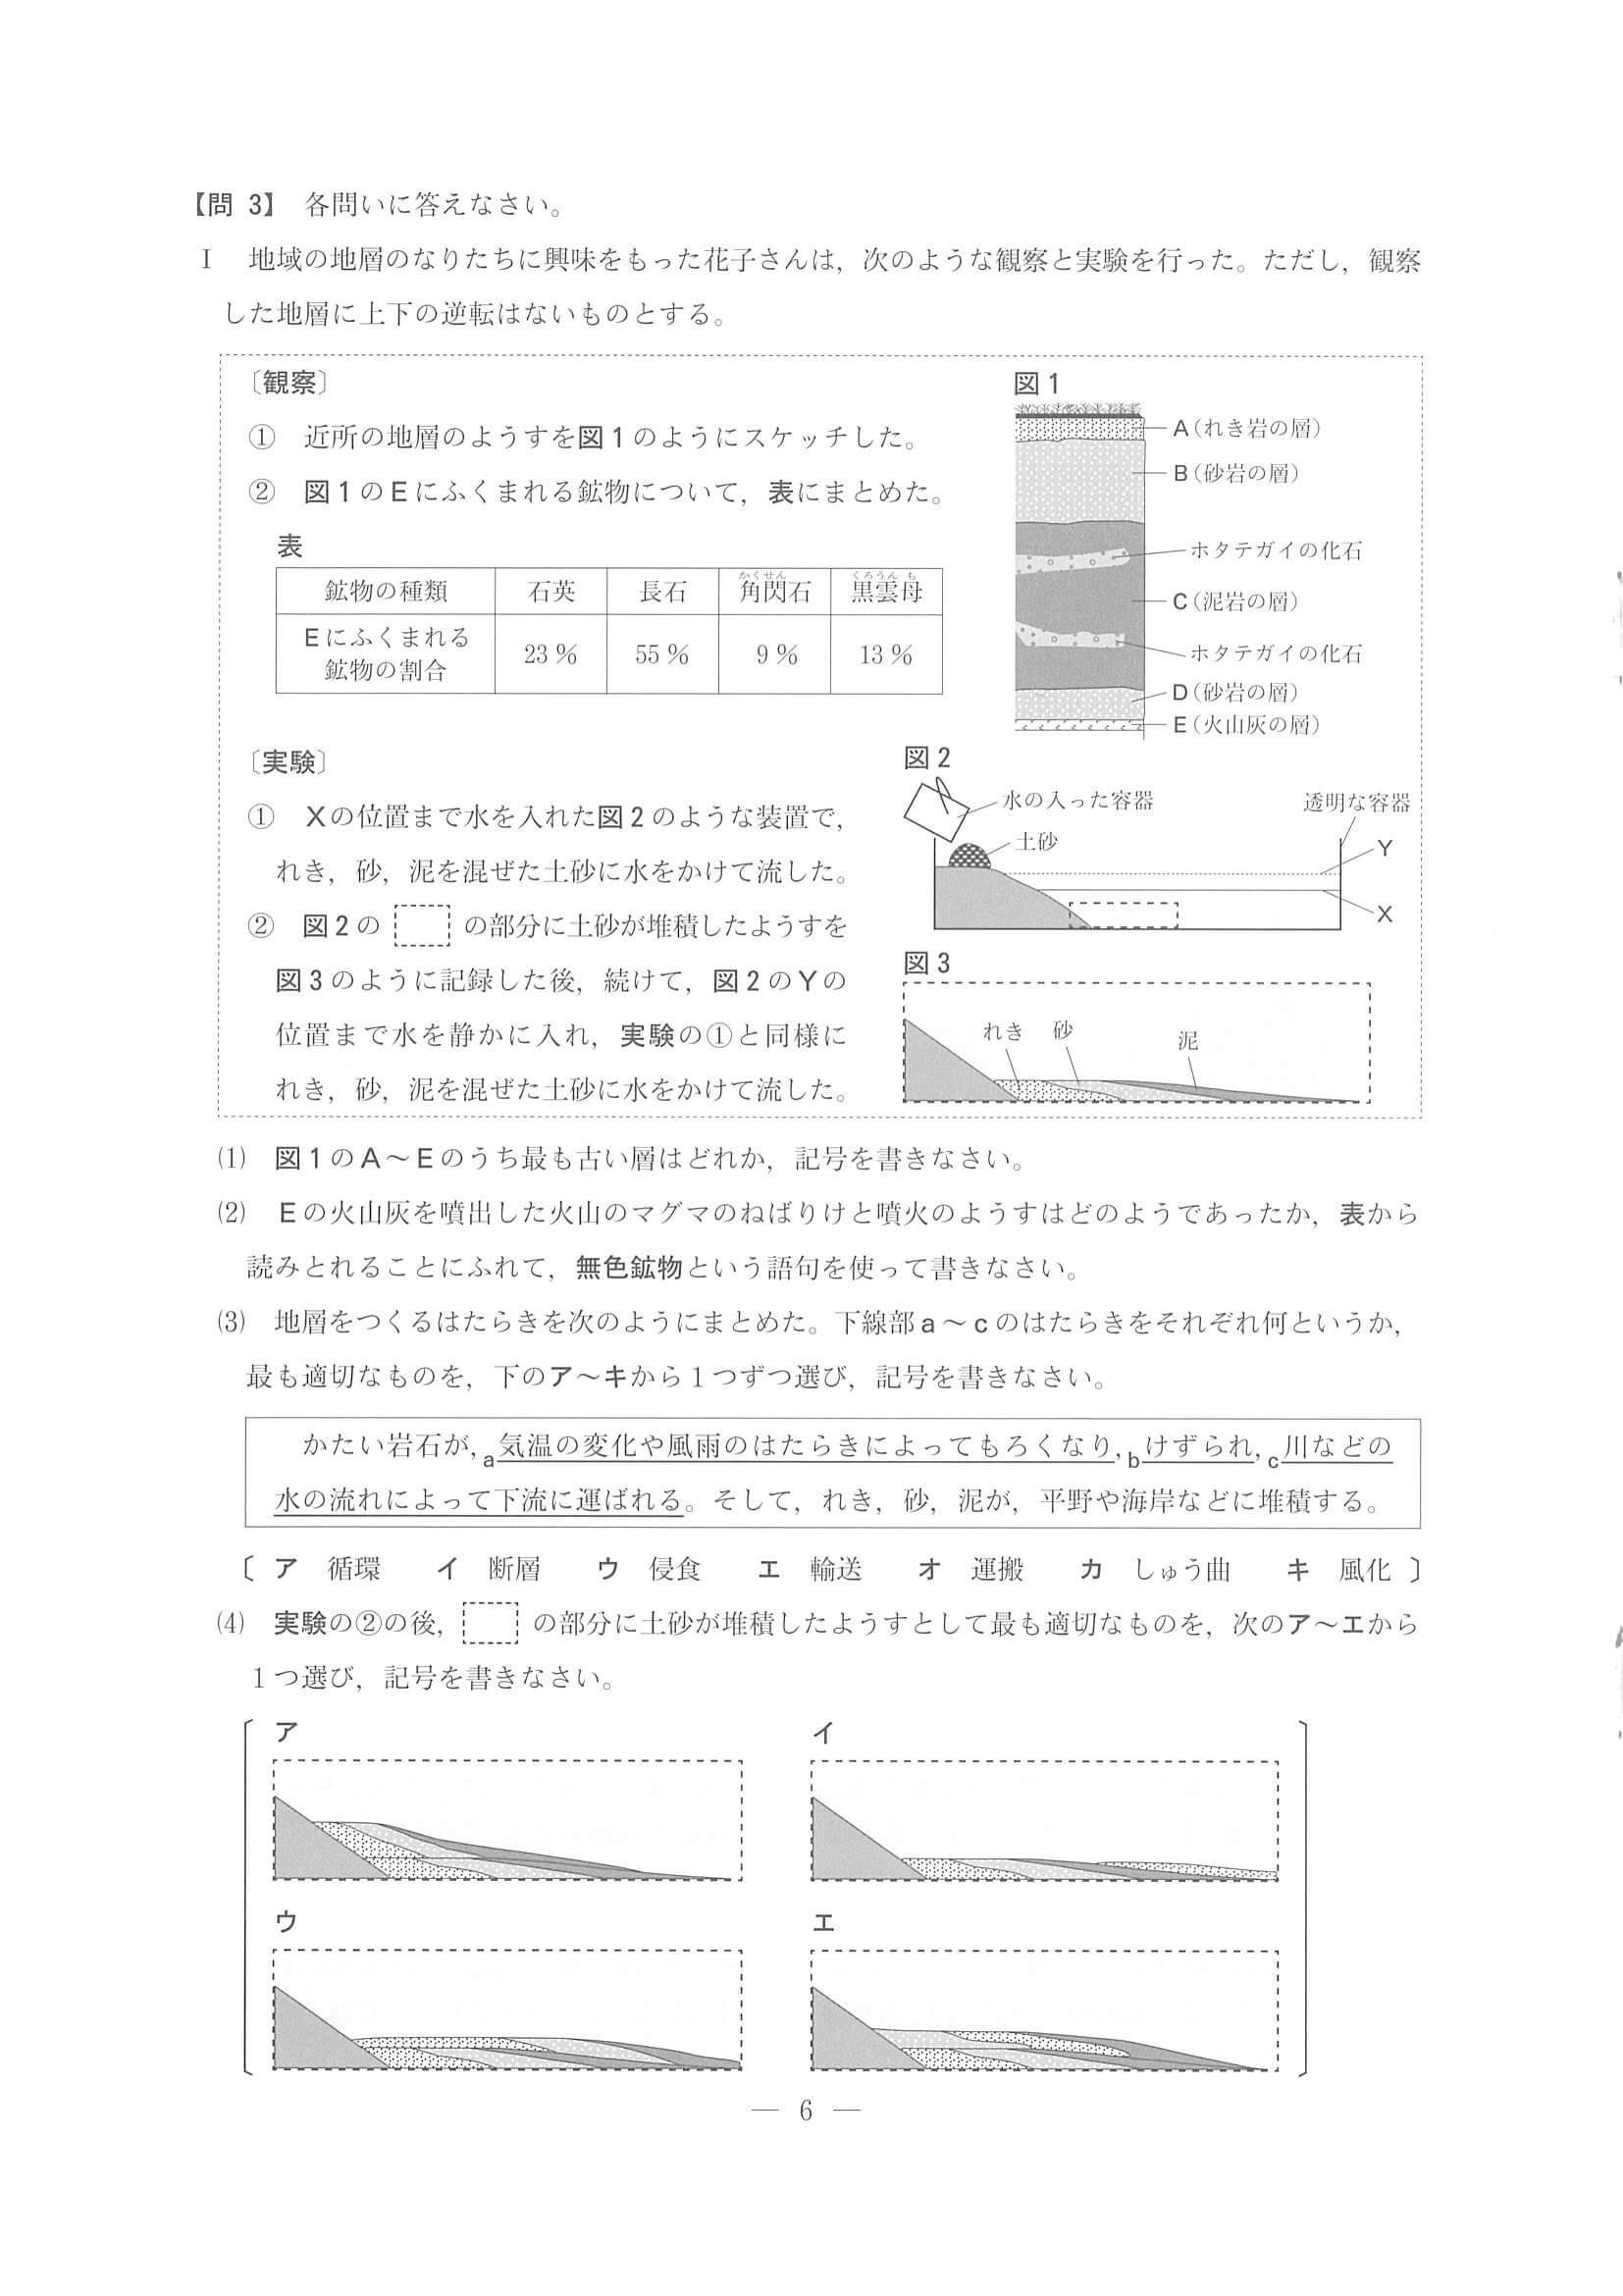 【問 3】 各問いに答えなさい。
Ⅰ 地域の地層のなりたちに興味をもった花子さんは，次のような観察と実験を行った。ただし，観察
した地層に上下の逆転はないものとする。
〔観察〕
① 近所の地層のようすを図1のようにスケッチした。
② 図1のEにふくまれる鉱物について，表にまとめた。
表
鉱物の種類 石英 長石 角閃石 黒雲母
かくせん くろうんも
Eにふくまれる
鉱物の割合 23％ 55％ 9％ 13％
図1
A（れき岩の層）
B（砂岩の層）
ホタテガイの化石
C（泥岩の層）
ホタテガイの化石
D（砂岩の層）
E（火山灰の層）
〔実験〕
① Xの位置まで水を入れた図2のような装置で，
れき，砂，泥を混ぜた土砂に水をかけて流した。
② 図2の の部分に土砂が堆積したようすを
図3のように記録した後，続けて，図2のYの
位置まで水を静かに入れ，実験の①と同様に
れき，砂，泥を混ぜた土砂に水をかけて流した。
図2
水の入った容器
透明な容器
土砂
Y
X
図3
れき 砂 泥
(1) 図1のA～Eのうち最も古い層はどれか，記号を書きなさい。
(2) Eの火山灰を噴出した火山のマグマのねばりけと噴火のようすはどのようであったか，表から
読みとれることにふれて，無色鉱物という語句を使って書きなさい。
(3) 地層をつくるはたらきを次のようにまとめた。下線部a～cのはたらきをそれぞれ何というか，
最も適切なものを，下のア～キから1つずつ選び，記号を書きなさい。
かたい岩石が，a気温の変化や風雨のはたらきによってもろくなり，bけずられ，c川などの
水の流れによって下流に運ばれる。そして，れき，砂，泥が，平野や海岸などに堆積する。
〔 ア 循環 イ 断層 ウ 侵食 エ 輸送 オ 運搬 カ しゅう曲 キ 風化 〕
(4) 実験の②の後， の部分に土砂が堆積したようすとして最も適切なものを，次のア～エから
1つ選び，記号を書きなさい。
ア イ
ウ エ
― 6 ―